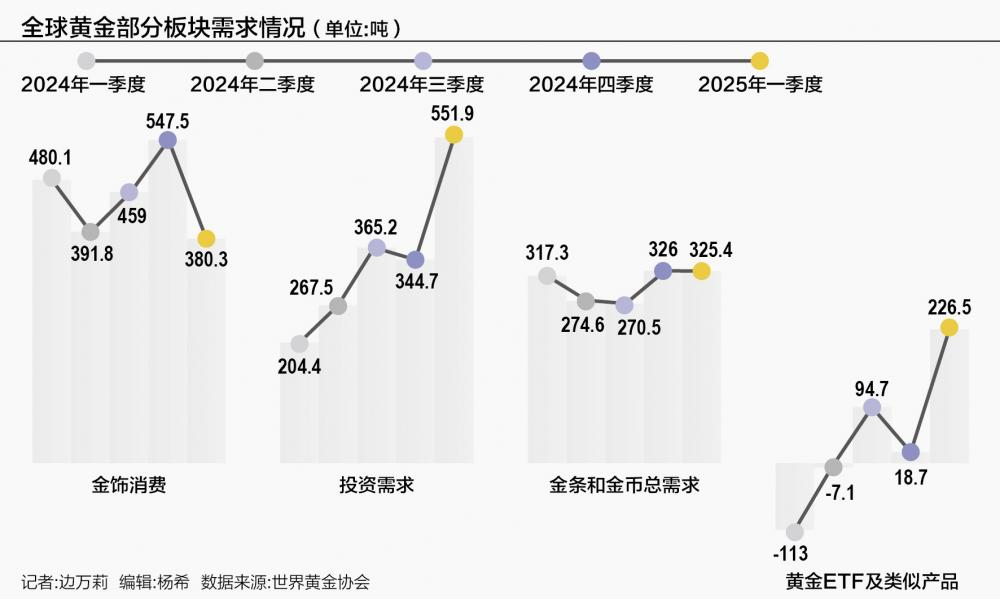 全球黄金部分板块需求情况（单位:吨）
2024年一季度 2024年二季度 2024年三季度 2024年四季度 2025年一季度
480.1
391.8
459
547.5
380.3
金饰消费
204.4
267.5
365.2
344.7
551.9
投资需求
317.3
274.6
270.5
326
325.4
金条和金币总需求
-113
-7.1
94.7
18.7
226.5
黄金ETF及类似产品
记者:边万莉 编辑:杨希 数据来源:世界黄金协会